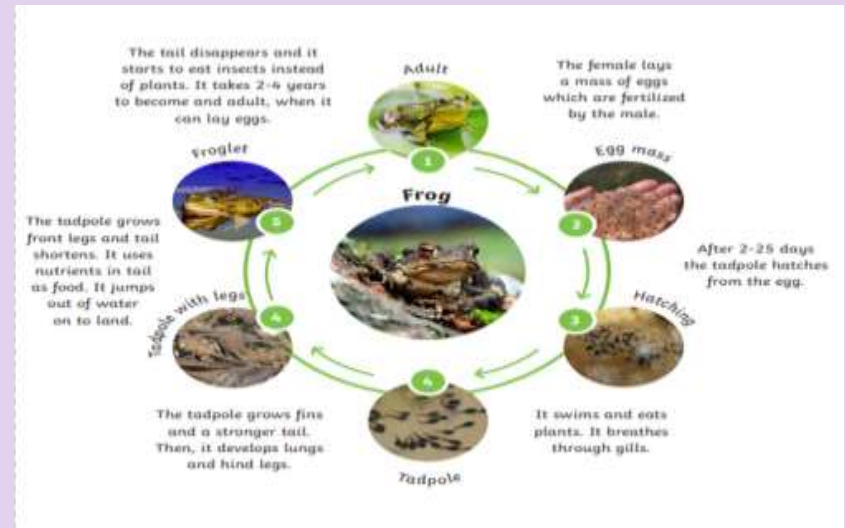 The tail disappears and it
starts to eat insects instead
of plants. It takes 2-4 years
to become and adult, when it
can lay eggs.
Adult
1
The female lays
a mass of eggs
which are fertilized
by the male.
Egg mass
2
After 2-25 days
the tadpole hatches
from the egg.
Hatching
3
It swims and eats
plants. It breathes
through gills.
4
Tadpole
The tadpole grows fins
and a stronger tail.
Then, it develops lungs
and hind legs.
Tadpole with legs
4
The tadpole grows
front legs and tail
shortens. It uses
nutrients in tail
as food. It jumps
out of water
on to land.
Froglet
5
Frog